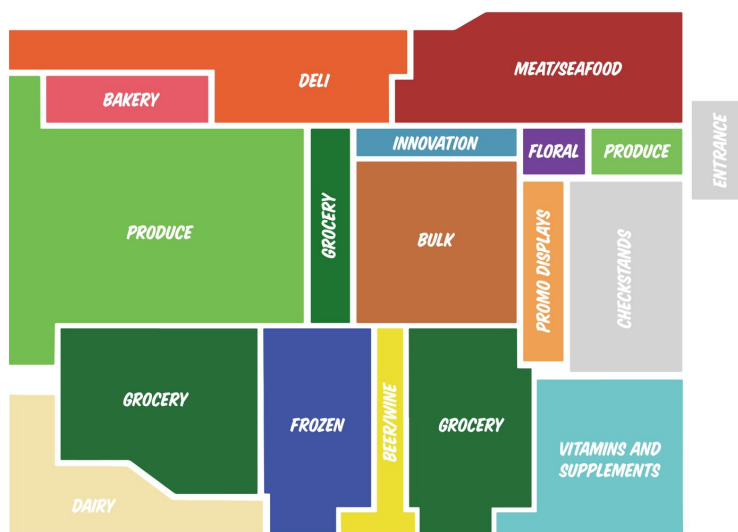 MEAT/SEAFOOD
DELI
BAKERY
ENTRANCE
INNOVATION
FLORAL
PRODUCE
GROCERY
PRODUCE
BULK
PROMO DISPLAYS
CHECKSTANDS
GROCERY
FROZEN
BEER/WINE
GROCERY
VITAMINS AND
SUPPLEMENTS
DAIRY